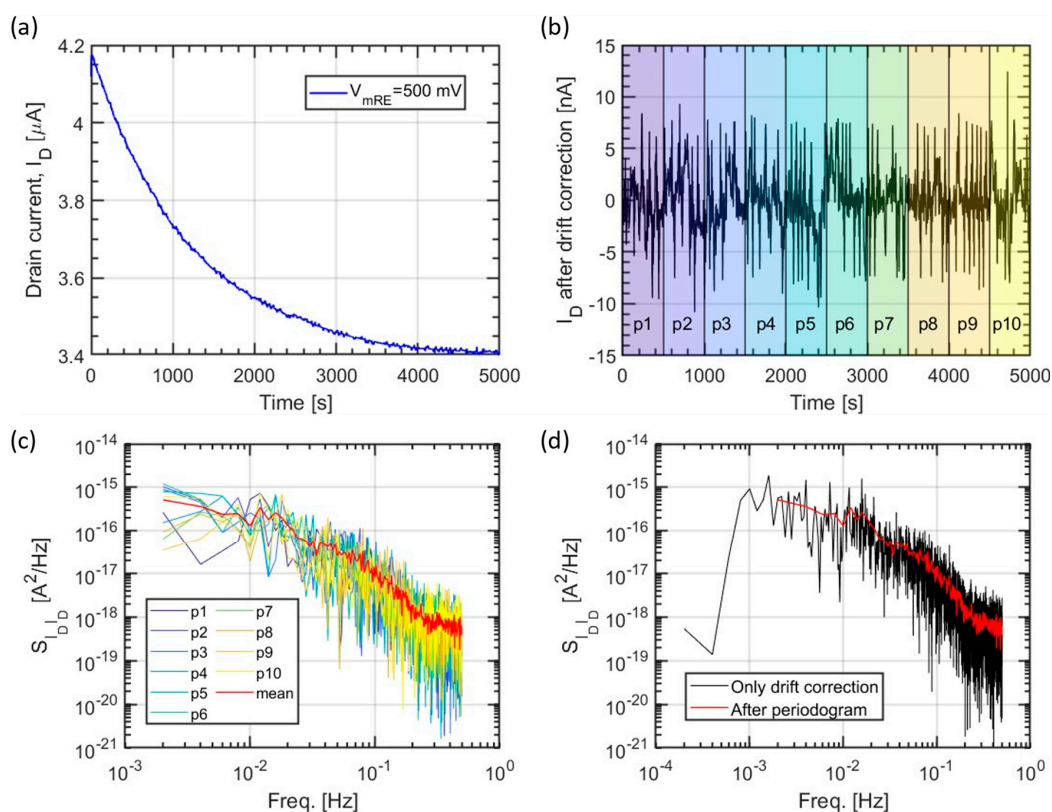 (a)
4.2
4
3.8
3.6
3.4
Drain current, I_D [μA]
V_mRE=500 mV
0
1000
2000
3000
4000
5000
Time [s]
(b)
15
10
5
0
-5
-10
-15
I_D after drift correction [nA]
p1
p2
p3
p4
p5
p6
p7
p8
p9
p10
0
1000
2000
3000
4000
5000
Time [s]
(c)
10^-14
10^-15
10^-16
10^-17
10^-18
10^-19
10^-20
10^-21
S_I_DI_D [A^2/Hz]
p1
p2
p3
p4
p5
p6
p7
p8
p9
p10
mean
10^-3
10^-2
10^-1
10^0
Freq. [Hz]
(d)
10^-14
10^-15
10^-16
10^-17
10^-18
10^-19
10^-20
10^-21
S_I_DI_D [A^2/Hz]
Only drift correction
After periodogram
10^-4
10^-3
10^-2
10^-1
10^0
Freq. [Hz]